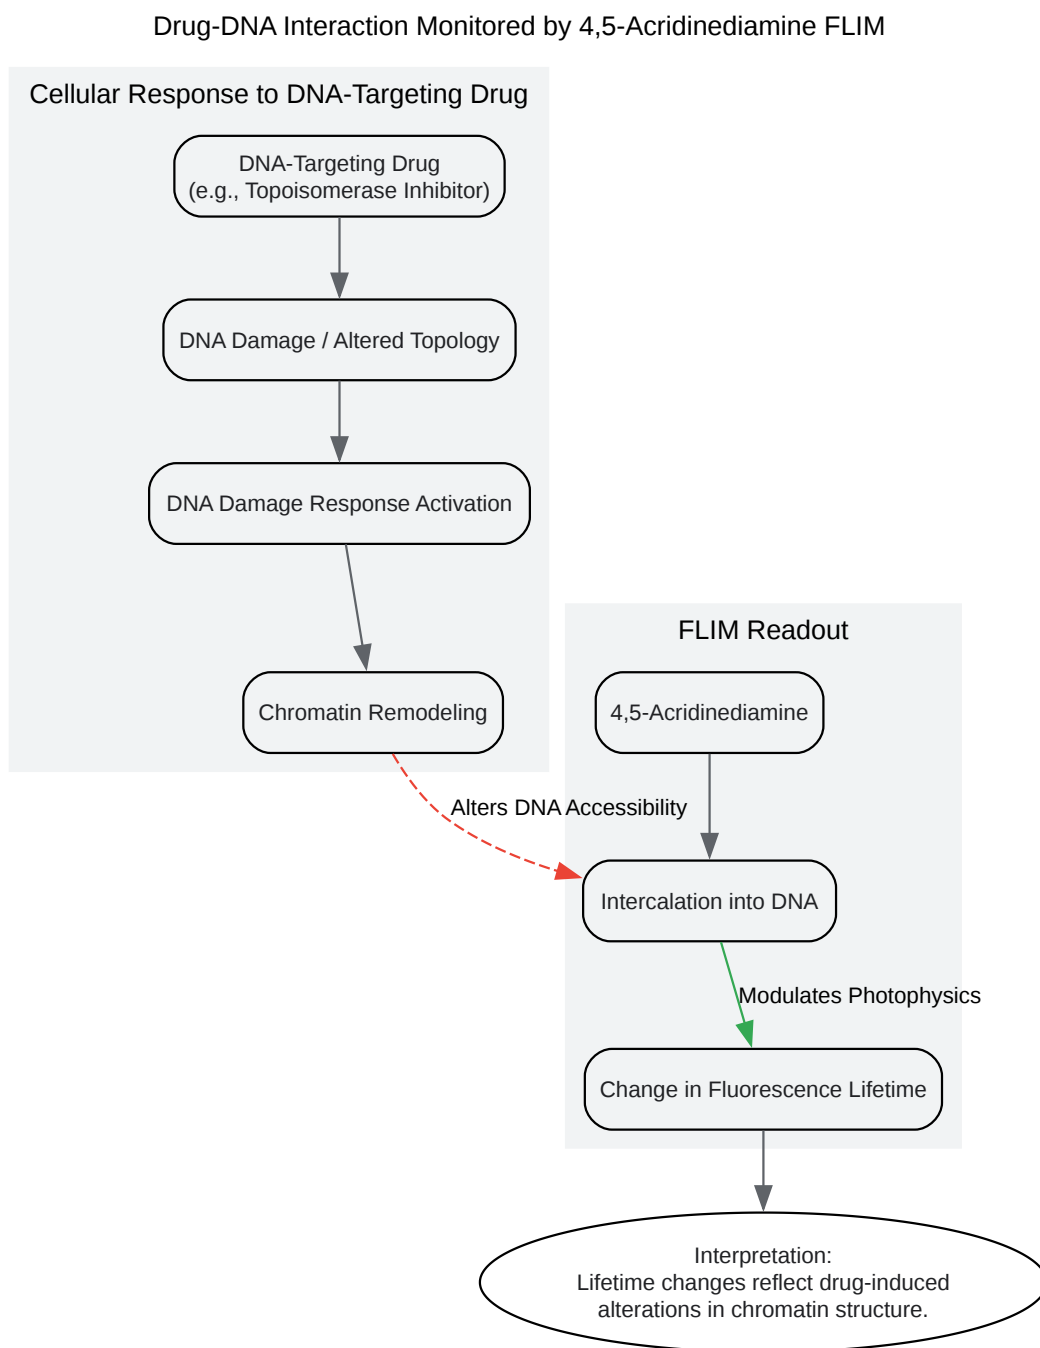 Drug-DNA Interaction Monitored by 4,5-Acridinediamine FLIM
Cellular Response to DNA-Targeting Drug
DNA-Targeting Drug
(e.g., Topoisomerase Inhibitor)
DNA Damage / Altered Topology
DNA Damage Response Activation
Chromatin Remodeling
FLIM Readout
4,5-Acridinediamine
Alters DNA Accessibility
Intercalation into DNA
Modulates Photophysics
Change in Fluorescence Lifetime
Interpretation:
Lifetime changes reflect drug-induced
alterations in chromatin structure.